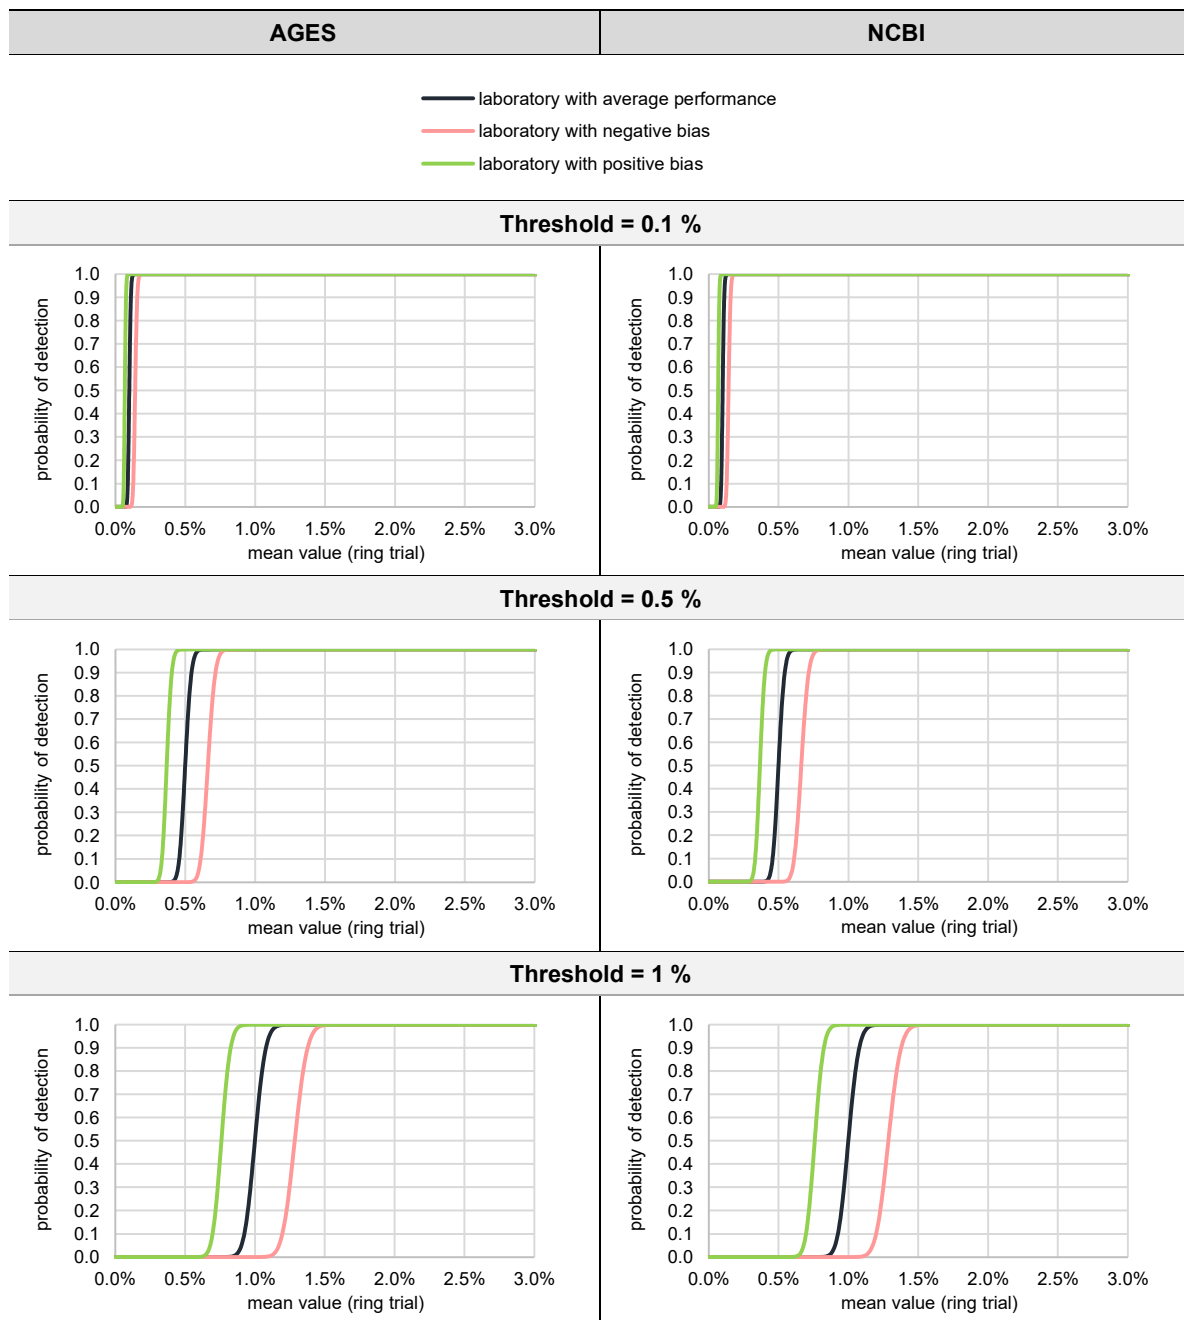 AGES
NCBI
laboratory with average performance
laboratory with negative bias
laboratory with positive bias
Threshold = 0.1 %
probability of detection
1.0
0.9
0.8
0.7
0.6
0.5
0.4
0.3
0.2
0.1
0.0
0.0% 0.5% 1.0% 1.5% 2.0% 2.5% 3.0%
mean value (ring trial)
probability of detection
1.0
0.9
0.8
0.7
0.6
0.5
0.4
0.3
0.2
0.1
0.0
0.0% 0.5% 1.0% 1.5% 2.0% 2.5% 3.0%
mean value (ring trial)
Threshold = 0.5 %
probability of detection
1.0
0.9
0.8
0.7
0.6
0.5
0.4
0.3
0.2
0.1
0.0
0.0% 0.5% 1.0% 1.5% 2.0% 2.5% 3.0%
mean value (ring trial)
probability of detection
1.0
0.9
0.8
0.7
0.6
0.5
0.4
0.3
0.2
0.1
0.0
0.0% 0.5% 1.0% 1.5% 2.0% 2.5% 3.0%
mean value (ring trial)
Threshold = 1 %
probability of detection
1.0
0.9
0.8
0.7
0.6
0.5
0.4
0.3
0.2
0.1
0.0
0.0% 0.5% 1.0% 1.5% 2.0% 2.5% 3.0%
mean value (ring trial)
probability of detection
1.0
0.9
0.8
0.7
0.6
0.5
0.4
0.3
0.2
0.1
0.0
0.0% 0.5% 1.0% 1.5% 2.0% 2.5% 3.0%
mean value (ring trial)